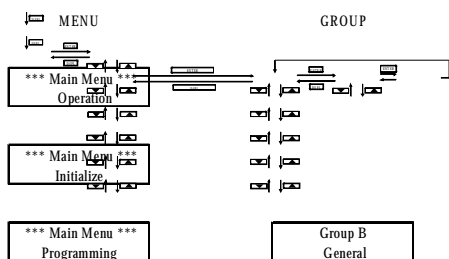 MENU
GROUP
*** Main Menu ***
Operation
*** Main Menu ***
Initialize
*** Main Menu ***
Programming
Group B
General